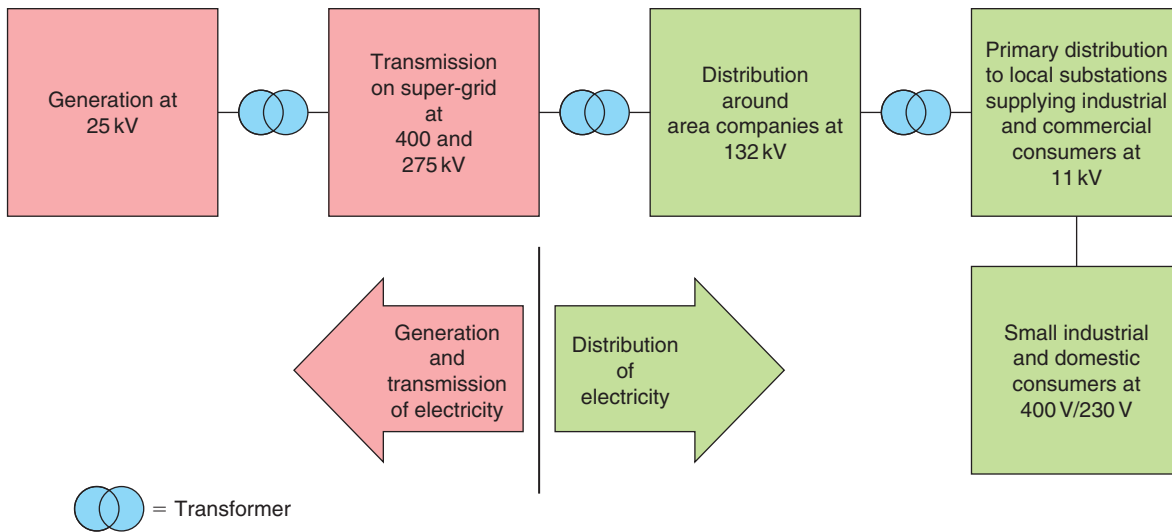 Generation at
25 kV
Transmission
on super-grid
at
400 and
275 kV
Distribution
around
area companies at
132 kV
Primary distribution
to local substations
supplying industrial
and commercial
consumers at
11 kV
Generation
and
transmission
of electricity
Distribution
of
electricity
Small industrial
and domestic
consumers at
400 V/230 V
= Transformer